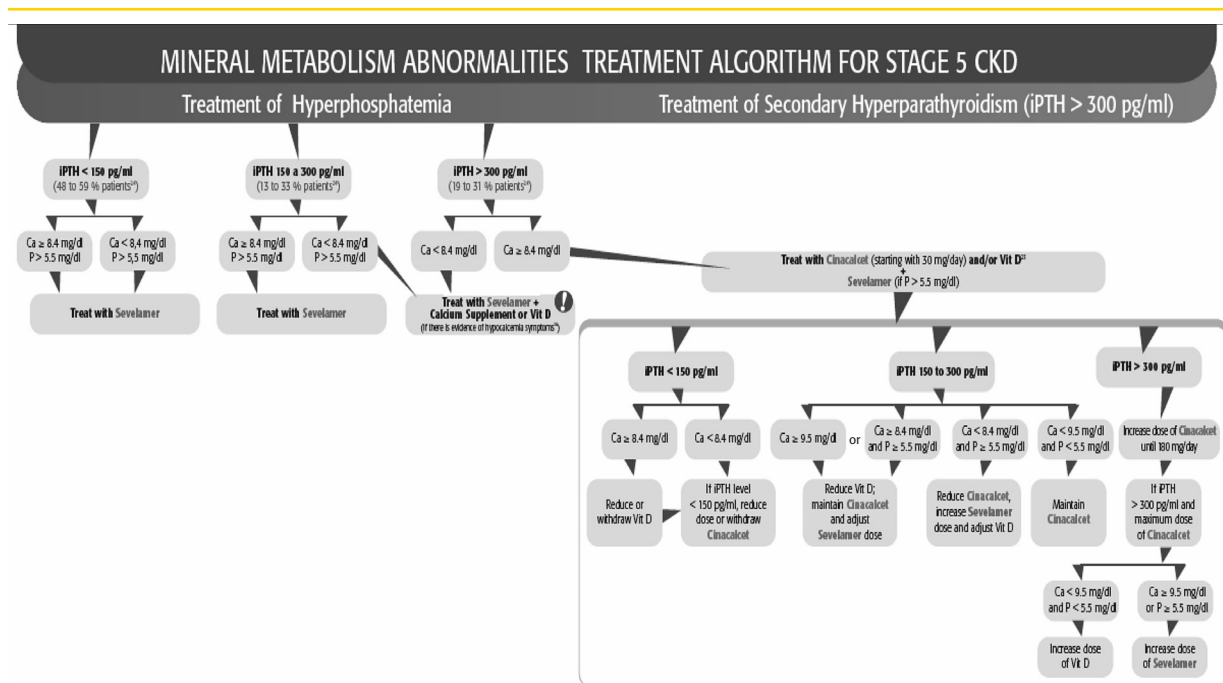 MINERAL METABOLISM ABNORMALITIES TREATMENT ALGORITHM FOR STAGE 5 CKD
Treatment of Hyperphosphatemia
Treatment of Secondary Hyperparathyroidism (iPTH > 300 pg/ml)
iPTH < 150 pg/ml
(48 to 59 % patients²⁴)
iPTH 150 a 300 pg/ml
(13 to 33 % patients²⁴)
iPTH > 300 pg/ml
(19 to 31 % patients²⁴)
Ca ≥ 8.4 mg/dl
P > 5.5 mg/dl
Ca < 8,4 mg/dl
P > 5,5 mg/dl
Ca ≥ 8.4 mg/dl
P > 5.5 mg/dl
Ca < 8.4 mg/dl
P > 5.5 mg/dl
Ca < 8.4 mg/dl
Ca ≥ 8.4 mg/dl
Treat with Sevelamer
Treat with Sevelamer
Treat with Sevelamer +
Calcium Supplement or Vit D
(If there is evidence of hypocalcemia symptoms)
!
Treat with Cinacalcet (starting with 30 mg/day) and/or Vit D
+
Sevelamer (if P > 5.5 mg/dl)
iPTH < 150 pg/ml
iPTH 150 to 300 pg/ml
iPTH > 300 pg/ml
Ca ≥ 8.4 mg/dl
Ca < 8.4 mg/dl
Ca ≥ 9.5 mg/dl
or
Ca ≥ 8.4 mg/dl
and P ≥ 5.5 mg/dl
Ca < 8.4 mg/dl
and P ≥ 5.5 mg/dl
Ca < 9.5 mg/dl
and P < 5.5 mg/dl
Increase dose of Cinacalcet
until 180 mg/day
Reduce or
withdraw Vit D
If iPTH level
< 150 pg/ml, reduce
dose or withdraw
Cinacalcet
Reduce Vit D;
maintain Cinacalcet
and adjust
Sevelamer dose
Reduce Cinacalcet,
increase Sevelamer
dose and adjust Vit D
Maintain
Cinacalcet
If iPTH
> 300 pg/ml and
maximum dose
of Cinacalcet
Ca < 9.5 mg/dl
and P < 5.5 mg/dl
Ca ≥ 9.5 mg/dl
or P ≥ 5.5 mg/dl
Increase dose
of Vit D
Increase dose
of Sevelamer